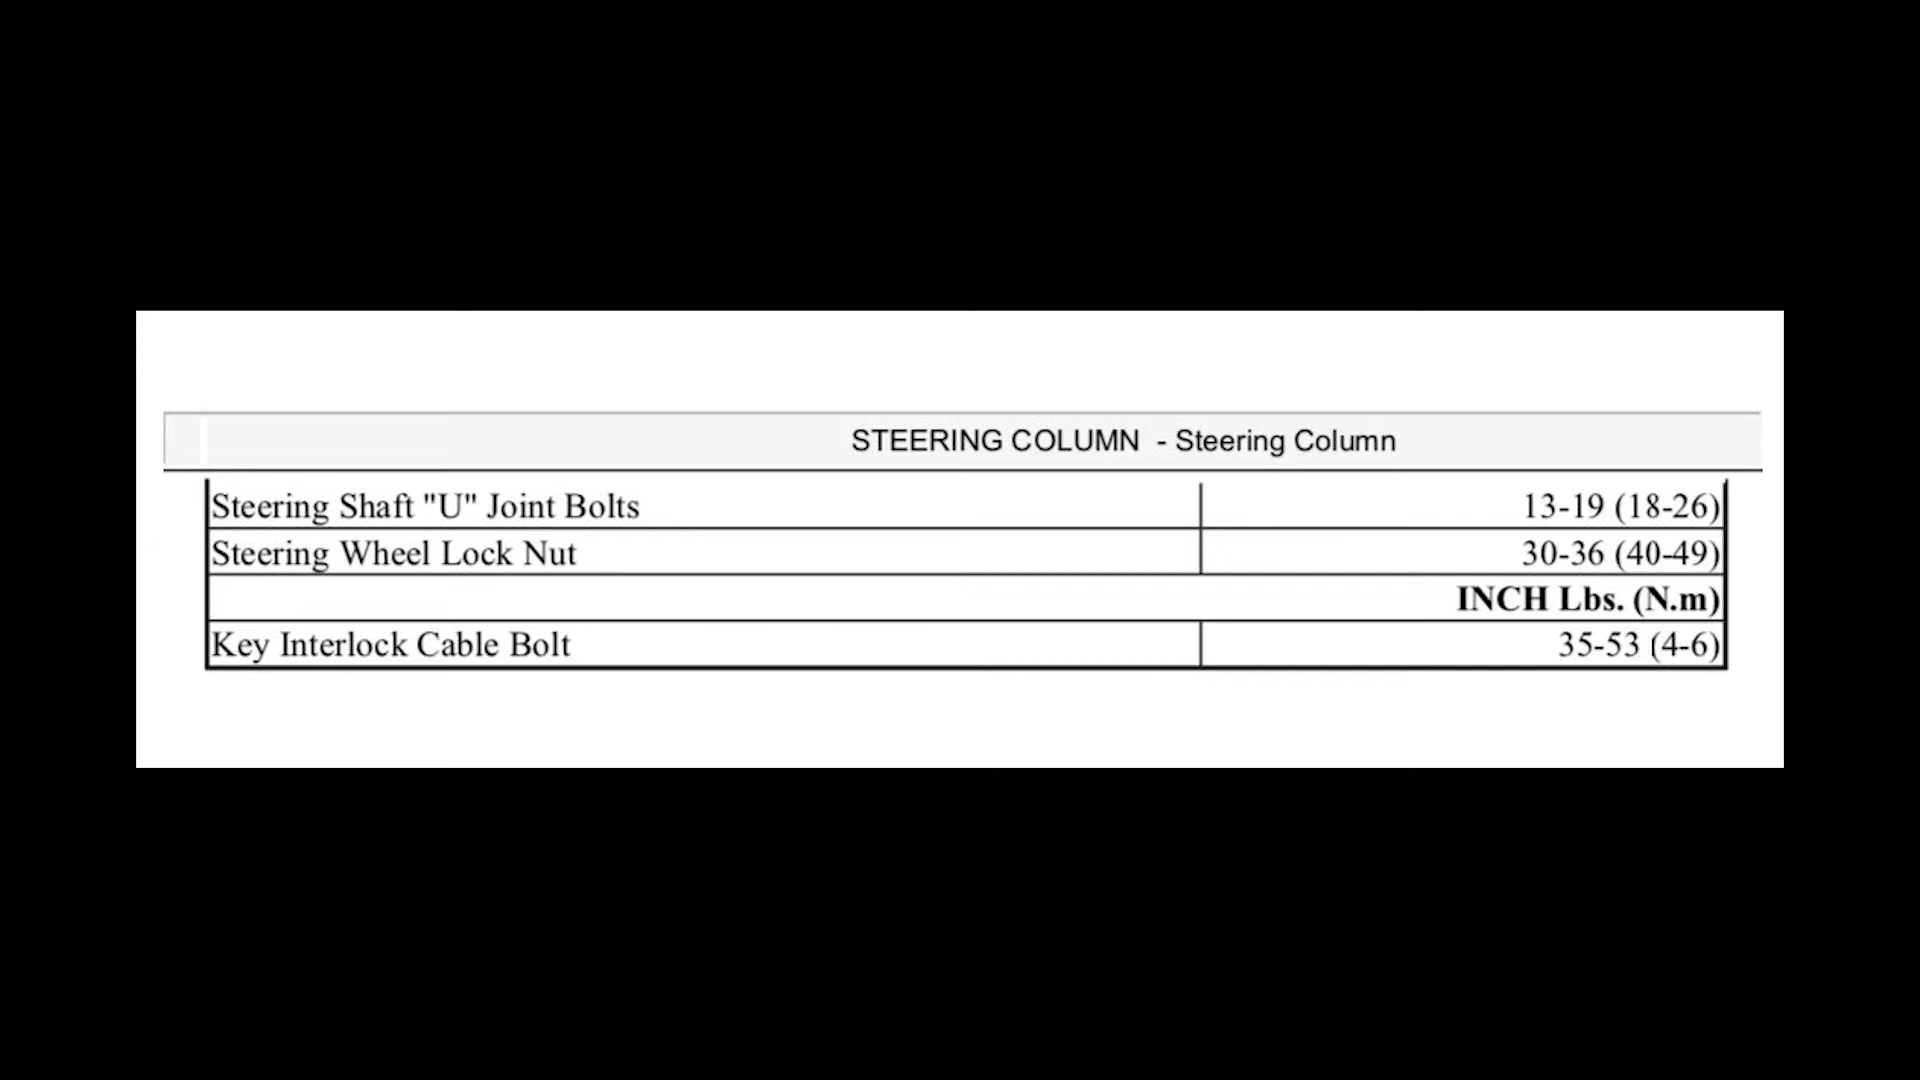 STEERING COLUMN - Steering Column
Steering Shaft "U" Joint Bolts 13-19 (18-26)
Steering Wheel Lock Nut 30-36 (40-49)
INCH Lbs. (N.m)
Key Interlock Cable Bolt 35-53 (4-6)